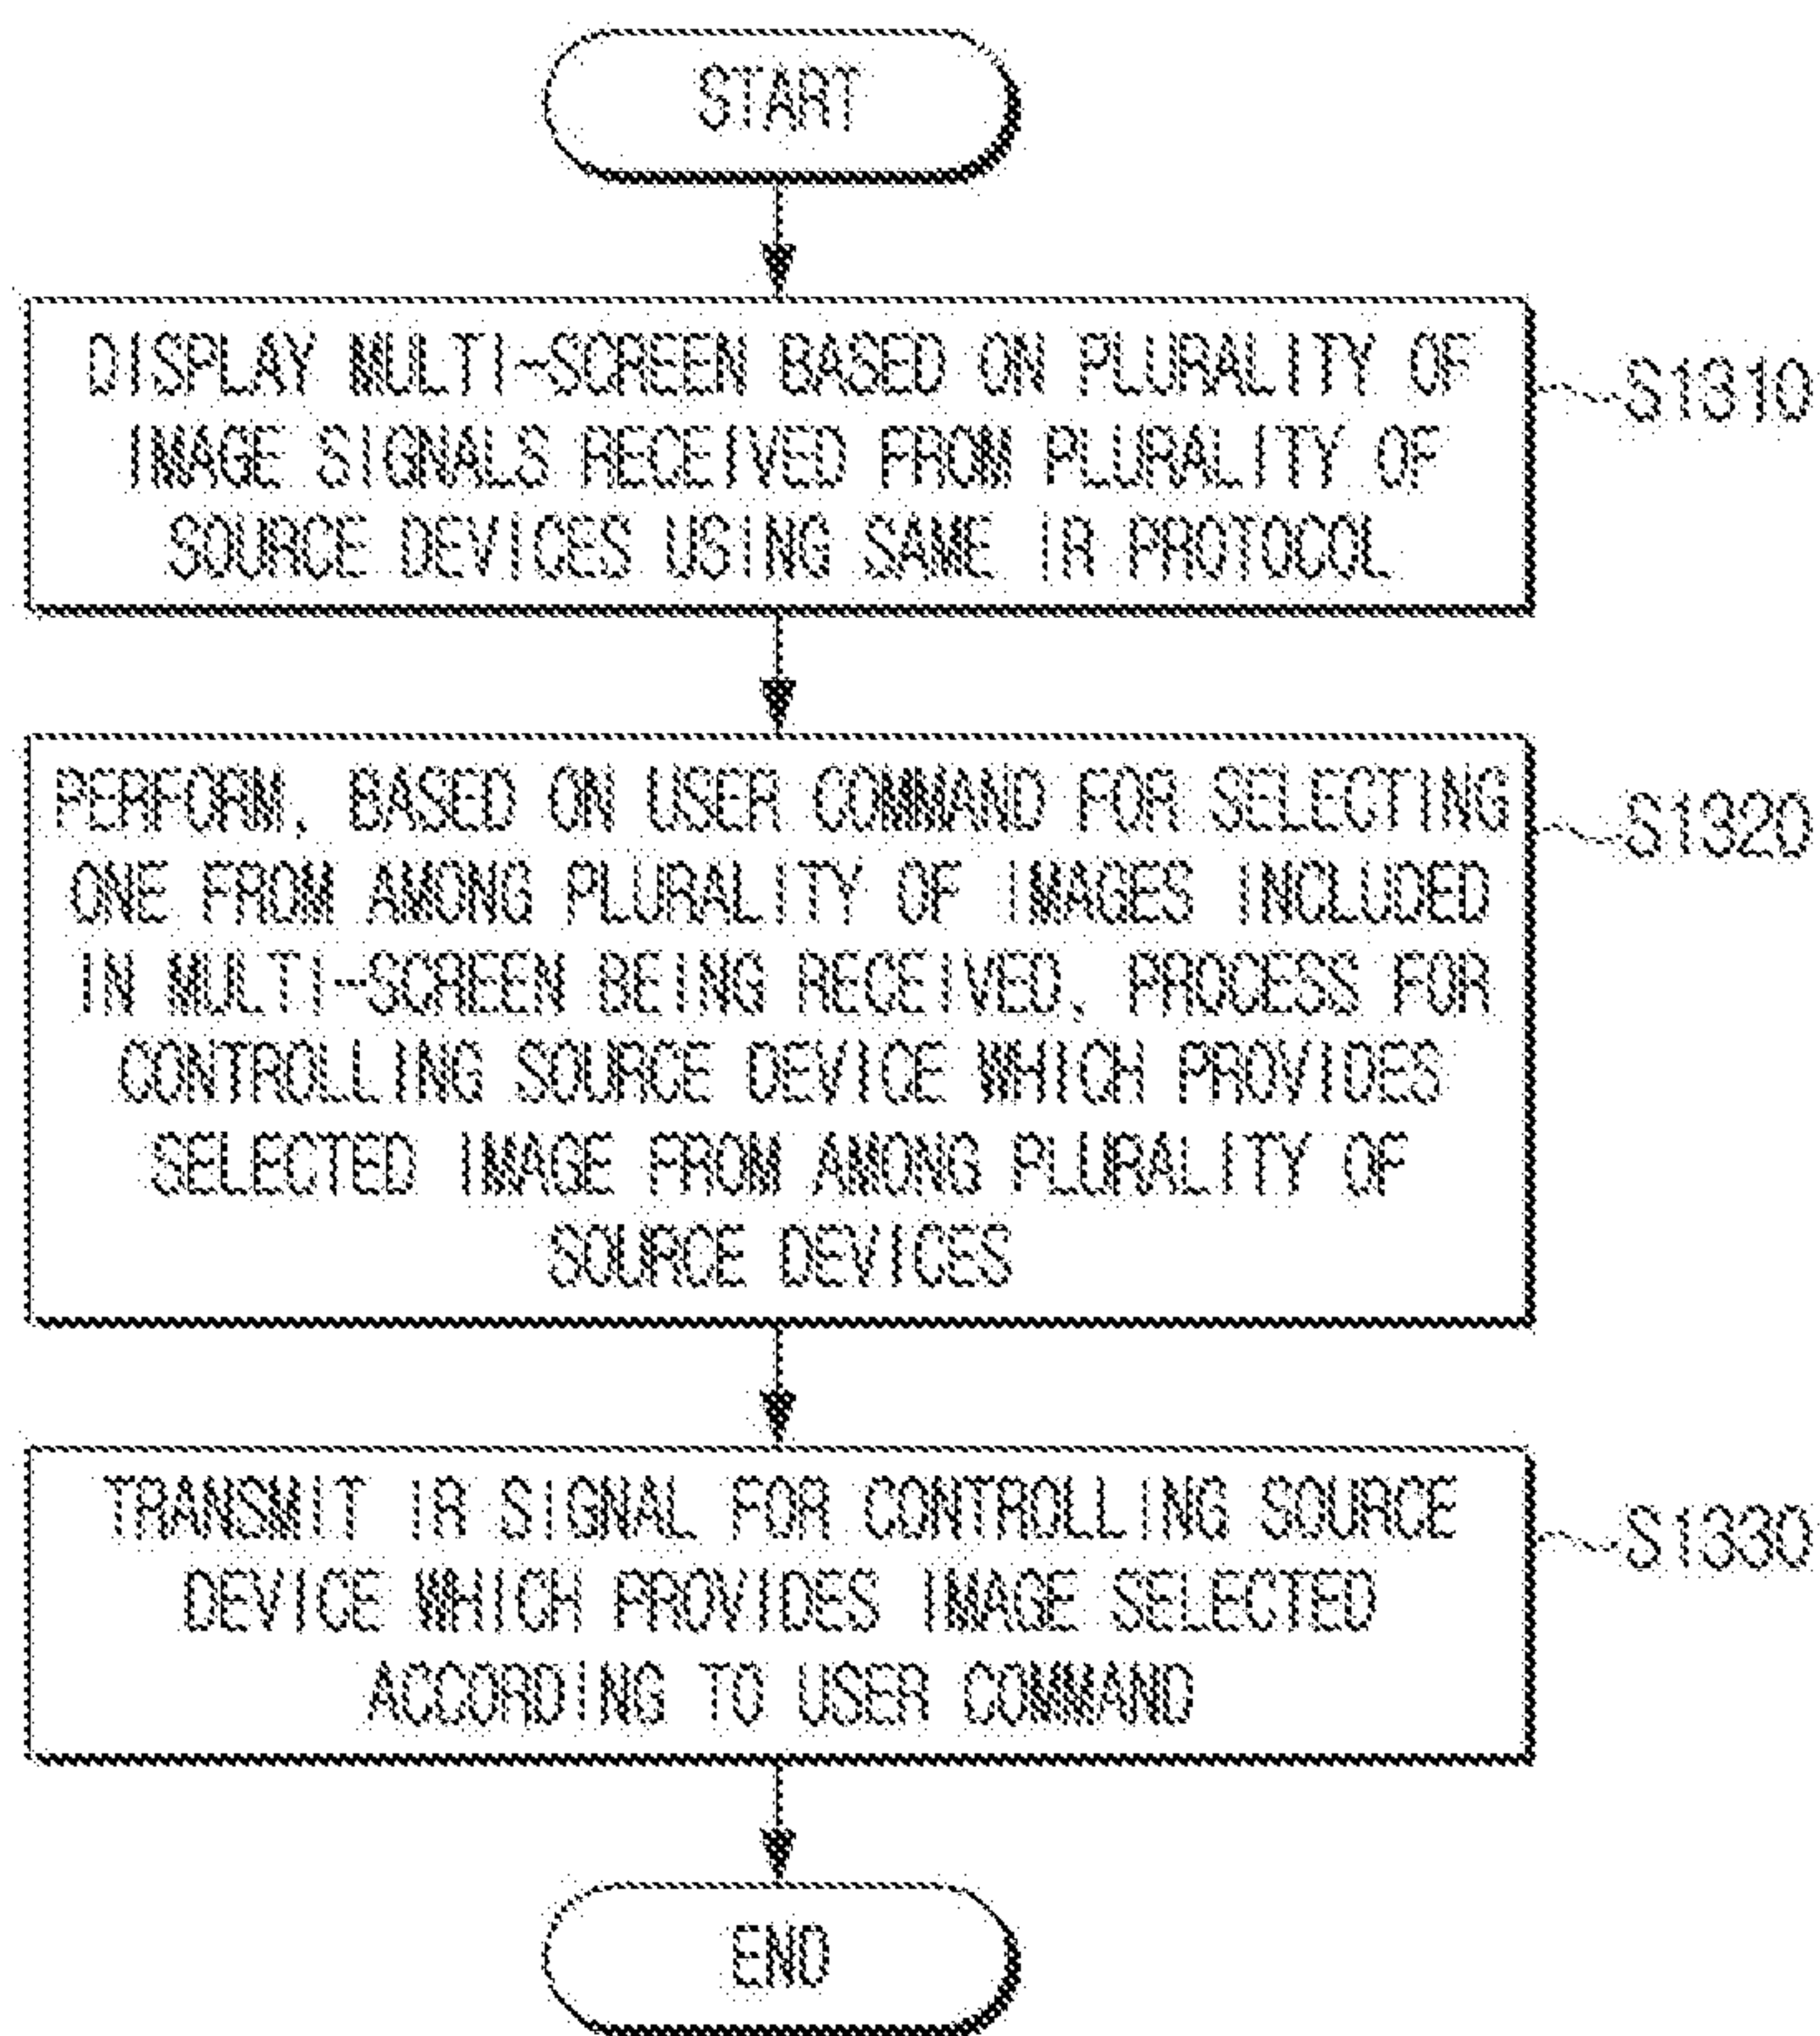 START
DISPLAY MULTI-SCREEN BASED ON PLURALITY OF
IMAGE SIGNALS RECEIVED FROM PLURALITY OF
SOURCE DEVICES USING SAME IR PROTOCOL
S1310
PERFORM, BASED ON USER COMMAND FOR SELECTING
ONE FROM AMONG PLURALITY OF IMAGES INCLUDED
IN MULTI-SCREEN BEING RECEIVED, PROCESS FOR
CONTROLLING SOURCE DEVICE WHICH PROVIDES
SELECTED IMAGE FROM AMONG PLURALITY OF
SOURCE DEVICES
S1320
TRANSMIT IR SIGNAL FOR CONTROLLING SOURCE
DEVICE WHICH PROVIDES IMAGE SELECTED
ACCORDING TO USER COMMAND
S1330
END